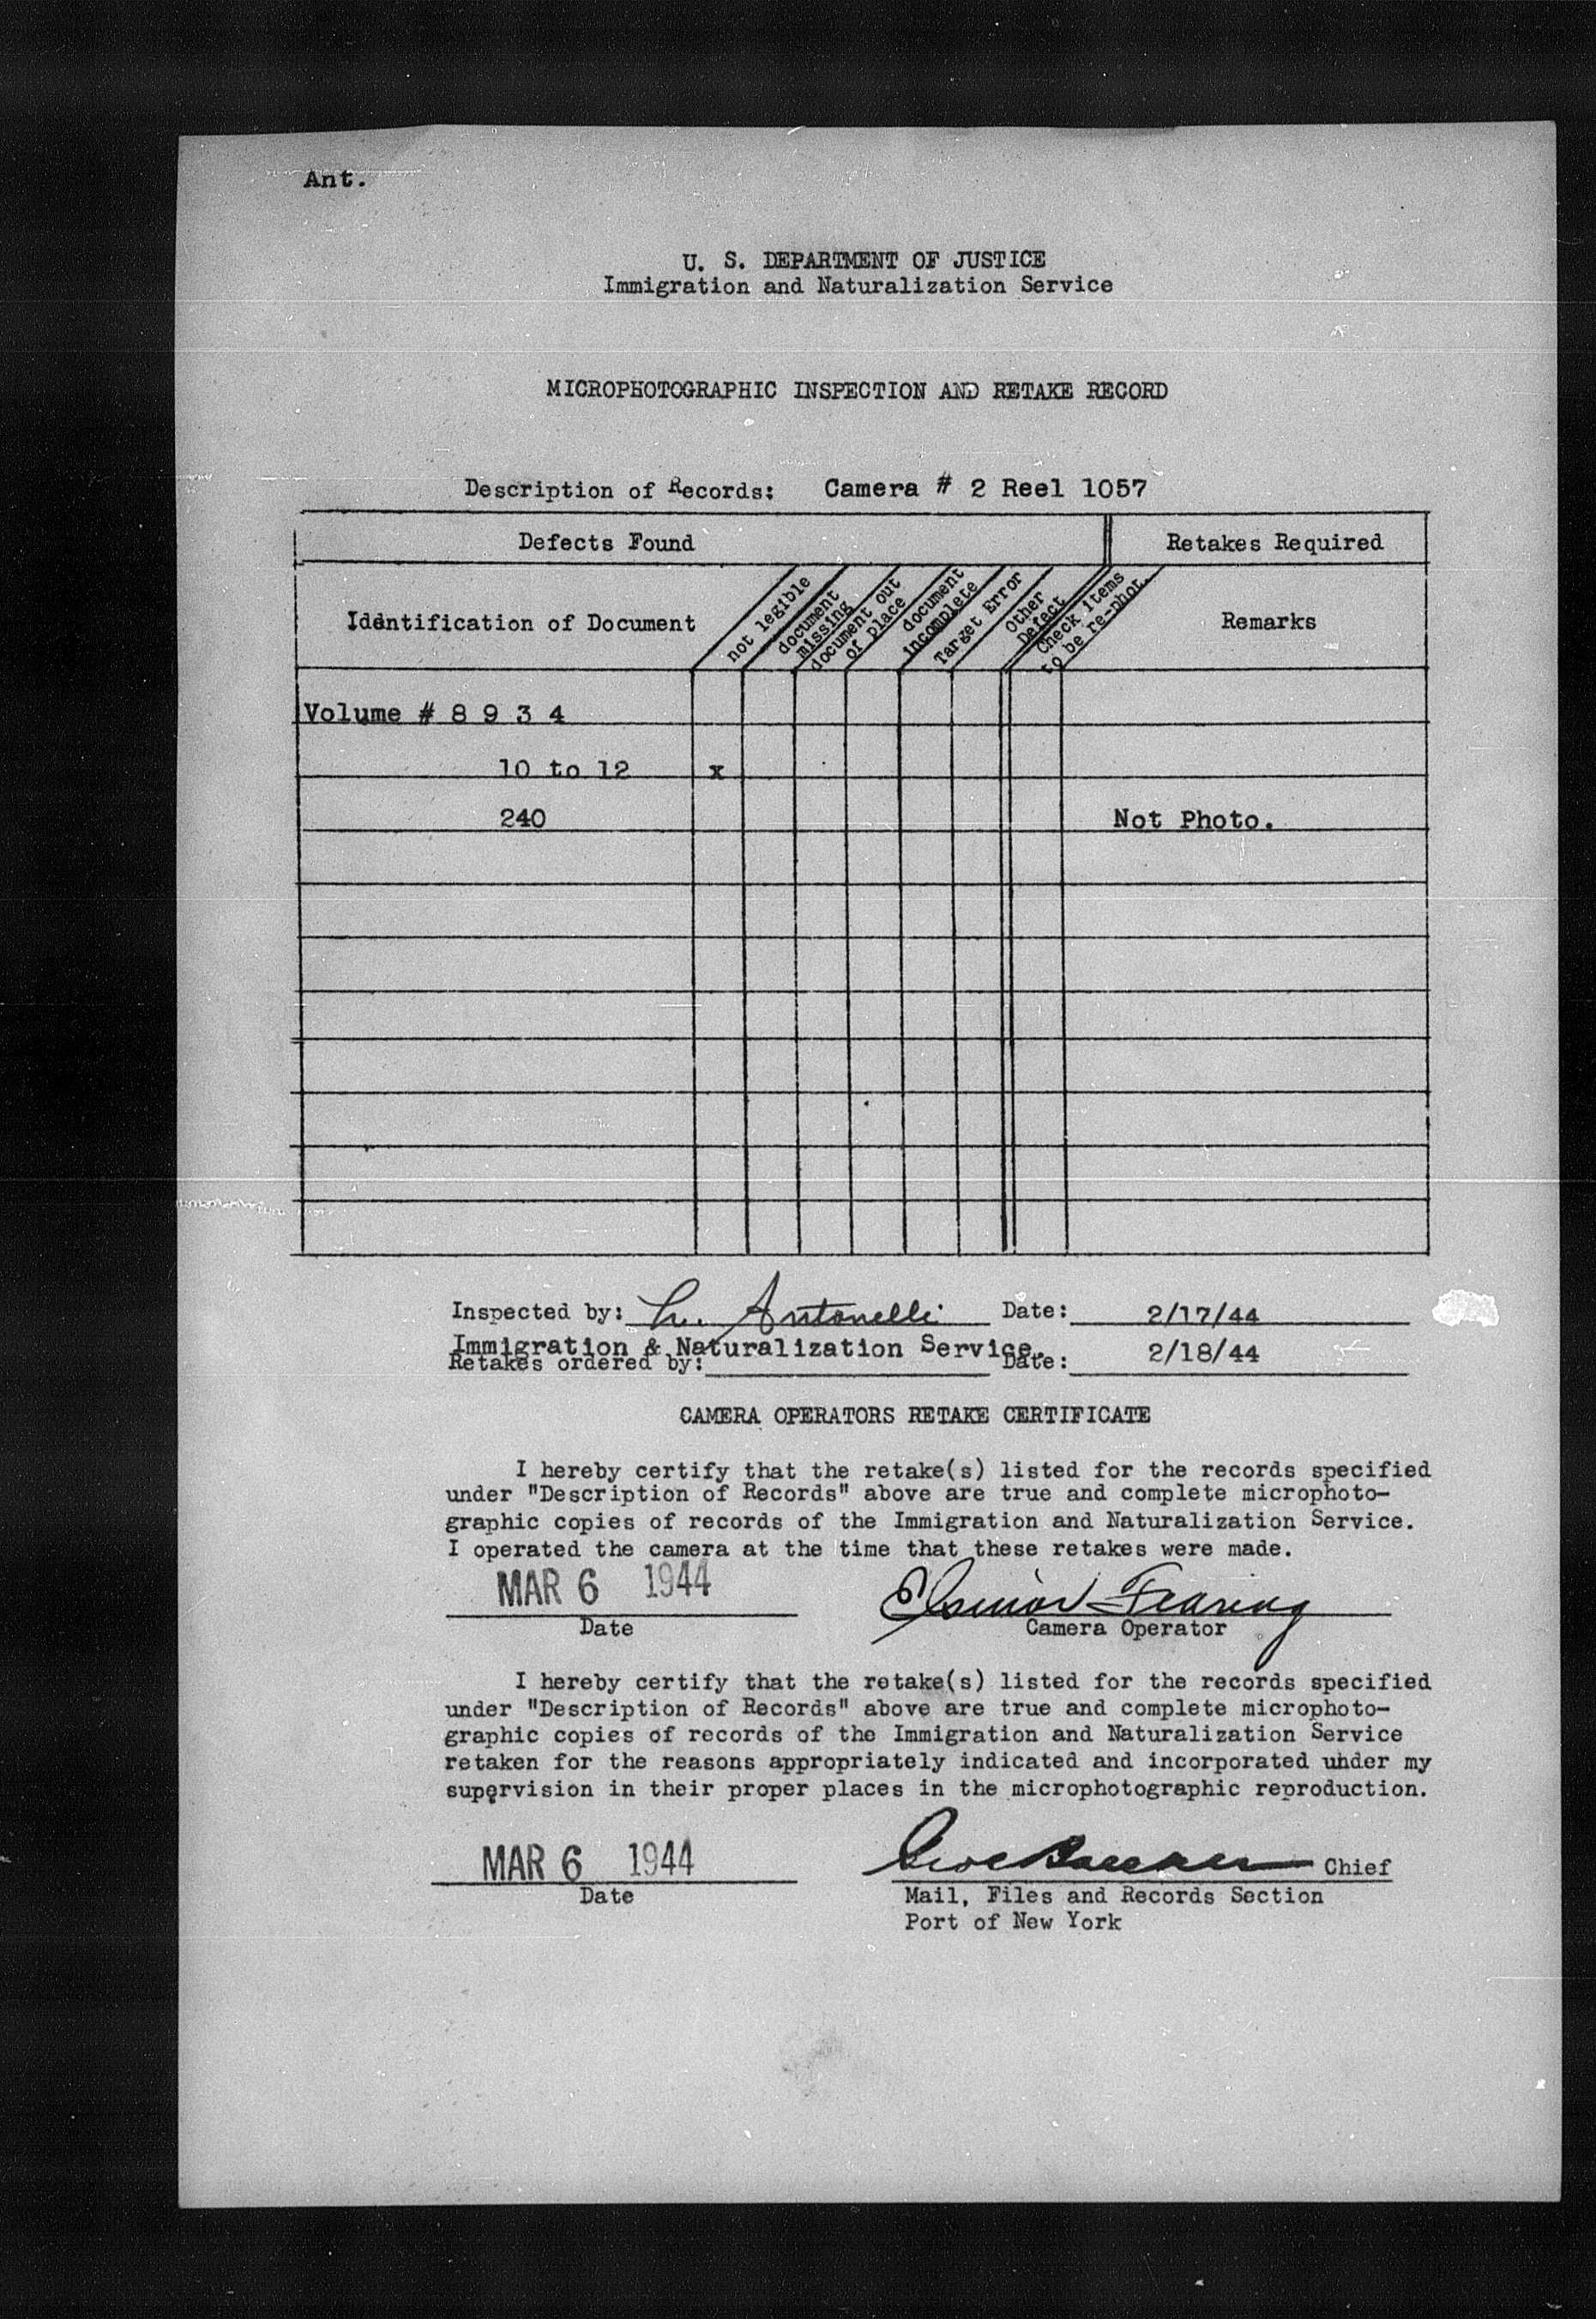 Ant.
U. S. DEPARTMENT OF JUSTICE
Immigration and Naturalization Service
MICROPHOTOGRAPHIC INSPECTION AND RETAKE RECORD
Description of Records: Camera # 2 Reel 1057
Defects Found
Retakes Required
Identification of Document
not legible
document
missing
document out
of place
document
incomplete
Target Error
Other
Defect
Check items
to be re-phot.
Remarks
Volume # 8 9 3 4
10 to 12 x
240 Not Photo.
Inspected by: Antonelli Date: 2/17/44
Immigration & Naturalization Service.
Retakes ordered by: Date: 2/18/44
CAMERA OPERATORS RETAKE CERTIFICATE
I hereby certify that the retake(s) listed for the records specified
under "Description of Records" above are true and complete microphoto-
graphic copies of records of the Immigration and Naturalization Service.
I operated the camera at the time that these retakes were made.
MAR 6 1944
Date
Camera Operator
I hereby certify that the retake(s) listed for the records specified
under "Description of Records" above are true and complete microphoto-
graphic copies of records of the Immigration and Naturalization Service
retaken for the reasons appropriately indicated and incorporated under my
supervision in their proper places in the microphotographic reproduction.
MAR 6 1944
Date
Chief
Mail, Files and Records Section
Port of New York